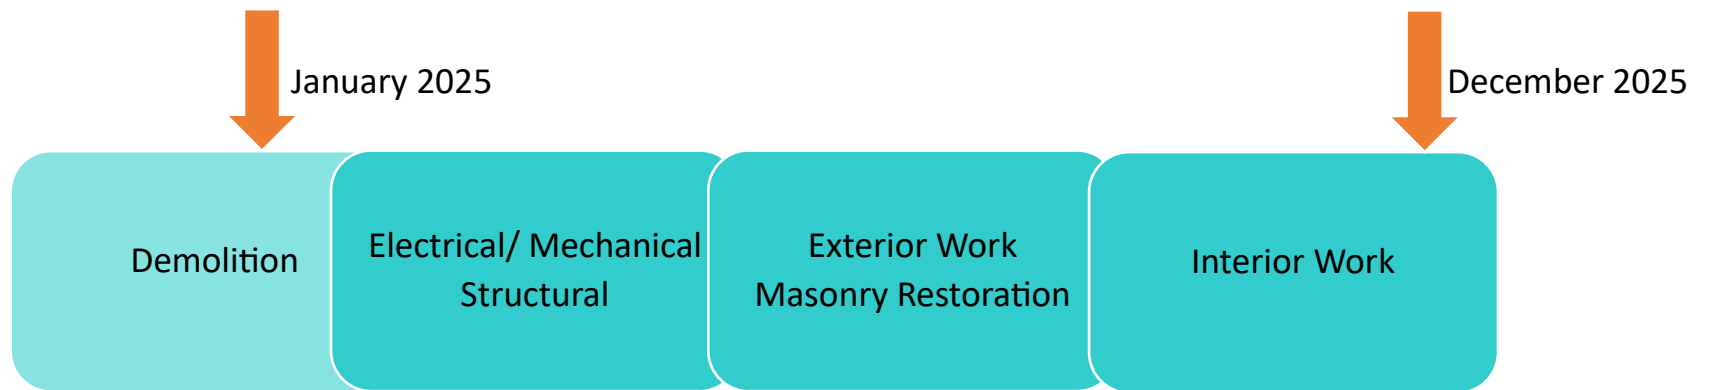 January 2025
December 2025
Demolition
Electrical/ Mechanical
Structural
Exterior Work
Masonry Restoration
Interior Work